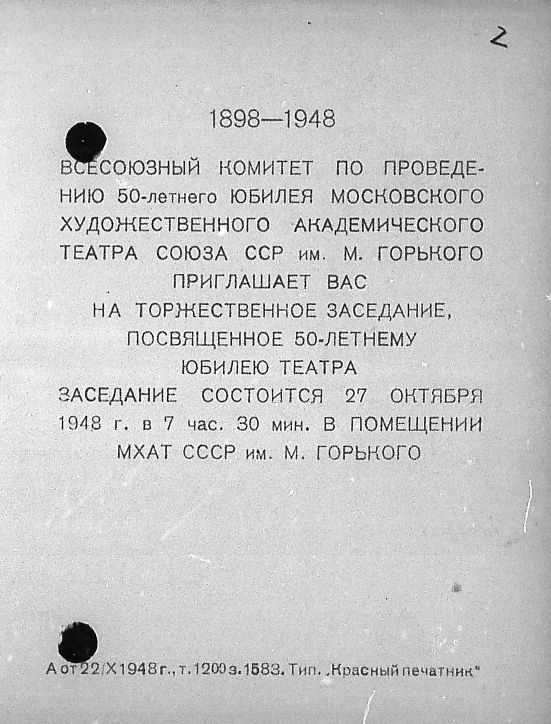 2
1898—1948
ВСЕСОЮЗНЫЙ КОМИТЕТ ПО ПРОВЕДЕ-
НИЮ 50-летнего ЮБИЛЕЯ МОСКОВСКОГО
ХУДОЖЕСТВЕННОГО АКАДЕМИЧЕСКОГО
ТЕАТРА СОЮЗА ССР им. М. ГОРЬКОГО
ПРИГЛАШАЕТ ВАС
НА ТОРЖЕСТВЕННОЕ ЗАСЕДАНИЕ,
ПОСВЯЩЕННОЕ 50-ЛЕТНЕМУ
ЮБИЛЕЮ ТЕАТРА
ЗАСЕДАНИЕ СОСТОИТСЯ 27 ОКТЯБРЯ
1948 г. в 7 час. 30 мин. В ПОМЕЩЕНИИ
МХАТ СССР им. М. ГОРЬКОГО
А от 22/X 1948 г., т. 1200 з. 1583. Тип. „Красный печатник"